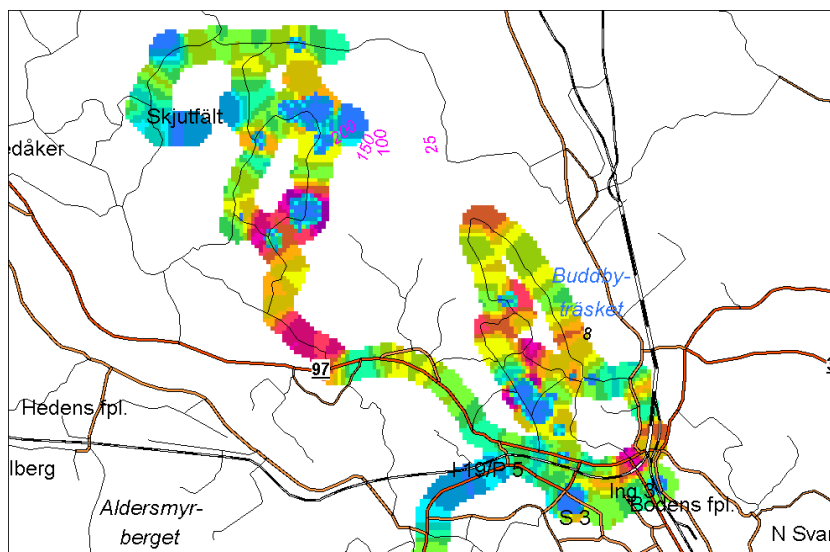 Skjutfält
edåker
200
150
100
25
Buddby-
träsket
8
97
Hedens fpl.
lberg
I 19/P 5
Ing 3
Bodens fpl.
S 3
Aldersmyr-
berget
N Svar